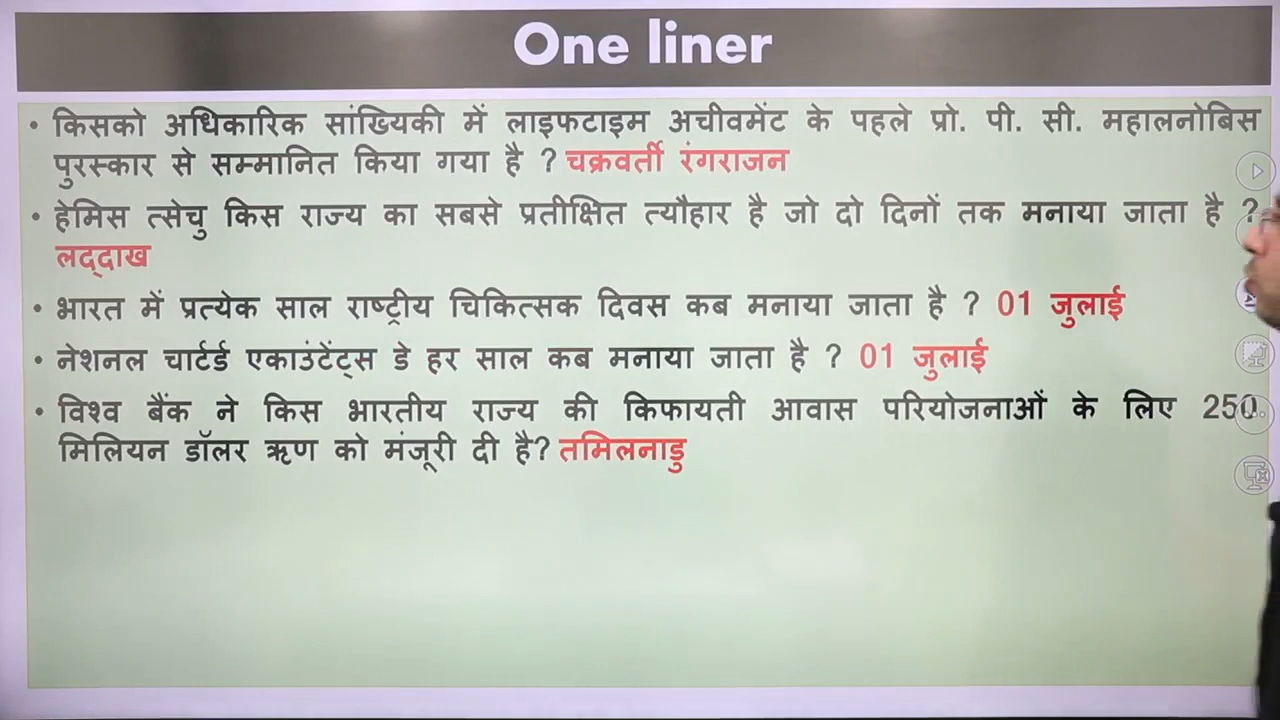 One liner
• किसको अधिकारिक सांख्यिकी में लाइफटाइम अचीवमेंट के पहले प्रो. पी. सी. महालनोबिस
पुरस्कार से सम्मानित किया गया है ? चक्रवर्ती रंगराजन
• हेमिस त्सेचु किस राज्य का सबसे प्रतीक्षित त्यौहार है जो दो दिनों तक मनाया जाता है ?
लद्दाख
• भारत में प्रत्येक साल राष्ट्रीय चिकित्सक दिवस कब मनाया जाता है ? 01 जुलाई
• नेशनल चार्टर्ड एकाउंटेंट्स डे हर साल कब मनाया जाता है ? 01 जुलाई
• विश्व बैंक ने किस भारतीय राज्य की किफायती आवास परियोजनाओं के लिए 250
मिलियन डॉलर ऋण को मंजूरी दी है? तमिलनाडु